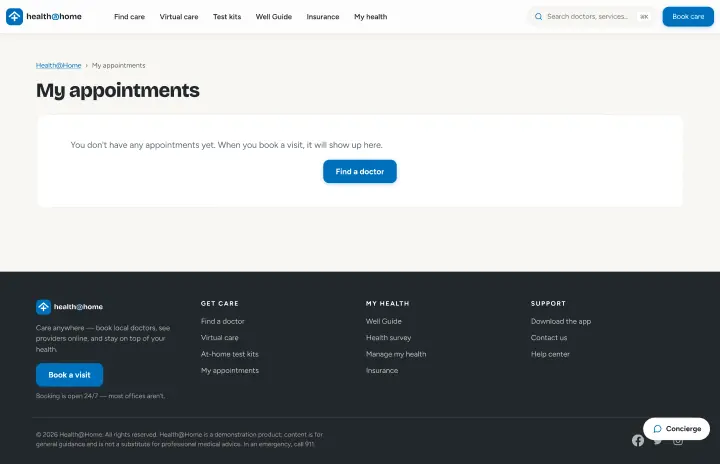 health@home
Find care
Virtual care
Test kits
Well Guide
Insurance
My health
Search doctors, services...
⌘K
Book care
Health@Home › My appointments
My appointments
You don't have any appointments yet. When you book a visit, it will show up here.
Find a doctor
health@home
Care anywhere — book local doctors, see
providers online, and stay on top of your
health.
Book a visit
Booking is open 24/7 — most offices aren't.
GET CARE
Find a doctor
Virtual care
At-home test kits
My appointments
MY HEALTH
Well Guide
Health survey
Manage my health
Insurance
SUPPORT
Download the app
Contact us
Help center
© 2026 Health@Home. All rights reserved. Health@Home is a demonstration product; content is for
general guidance and is not a substitute for professional medical advice. In an emergency, call 911.
Concierge